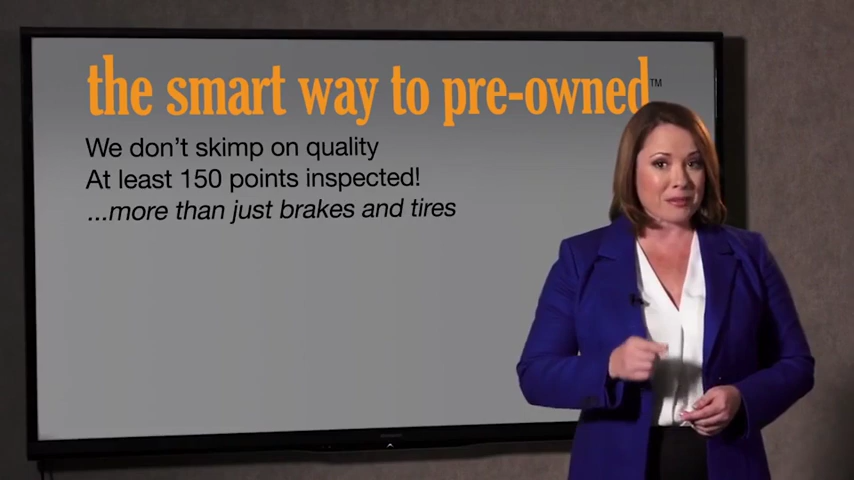 the smart way to pre-owned™
We don't skimp on quality
At least 150 points inspected!
...more than just brakes and tires